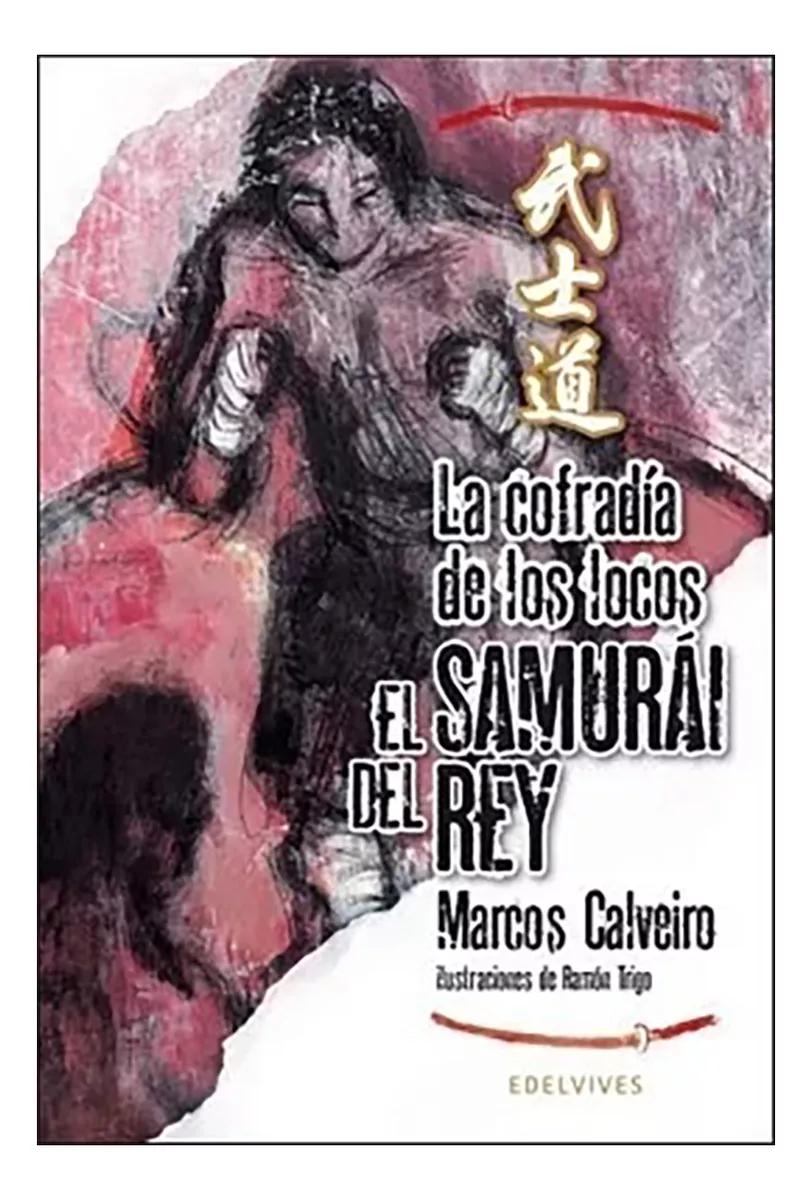 武士道
La cofradía
de los locos
EL SAMURÁI
DEL REY
Marcos Calveiro
ilustraciones de Ramón Trigo
EDELVIVES